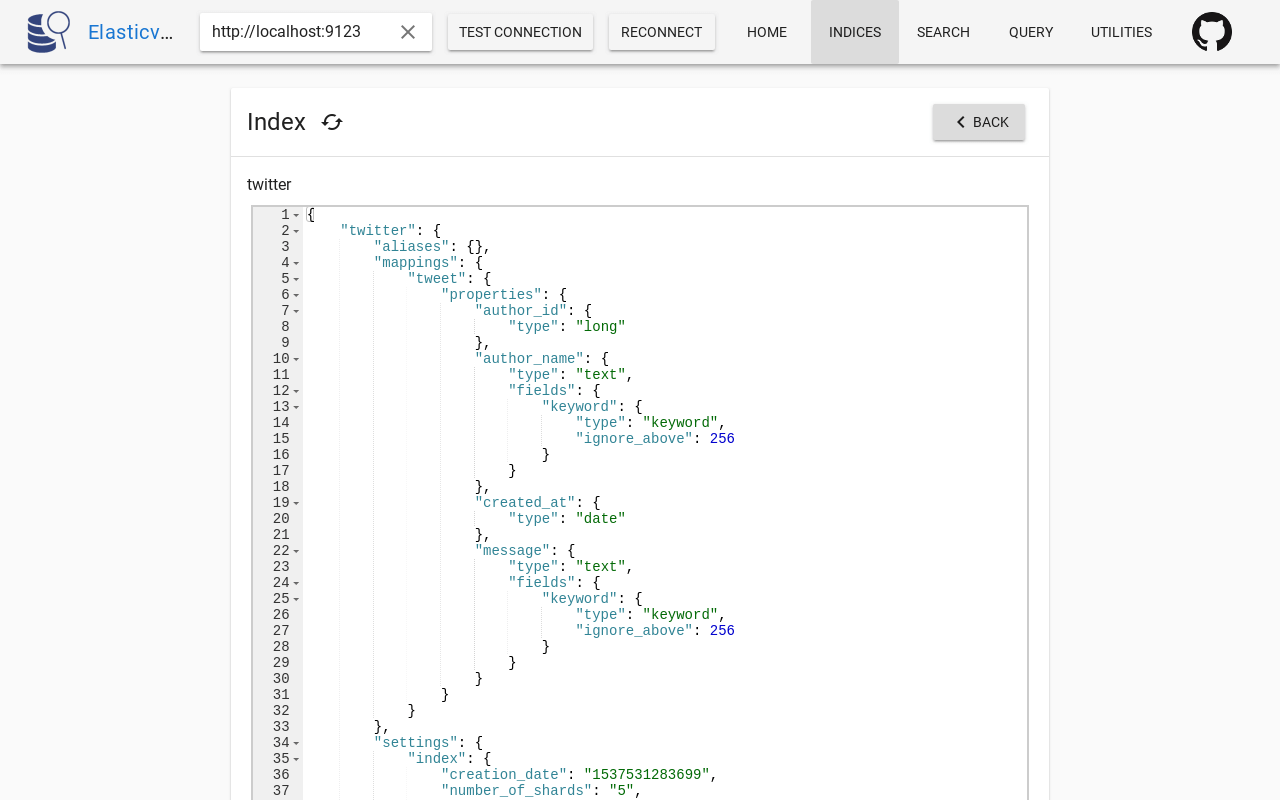 Elasticv...
http://localhost:9123
TEST CONNECTION
RECONNECT
HOME
INDICES
SEARCH
QUERY
UTILITIES
Index
BACK
twitter
1 {
2     "twitter": {
3         "aliases": {},
4         "mappings": {
5             "tweet": {
6                 "properties": {
7                     "author_id": {
8                         "type": "long"
9                     },
10                     "author_name": {
11                         "type": "text",
12                         "fields": {
13                             "keyword": {
14                                 "type": "keyword",
15                                 "ignore_above": 256
16                             }
17                         }
18                     },
19                     "created_at": {
20                         "type": "date"
21                     },
22                     "message": {
23                         "type": "text",
24                         "fields": {
25                             "keyword": {
26                                 "type": "keyword",
27                                 "ignore_above": 256
28                             }
29                         }
30                     }
31                 }
32             }
33         },
34         "settings": {
35             "index": {
36                 "creation_date": "1537531283699",
37                 "number_of_shards": "5",